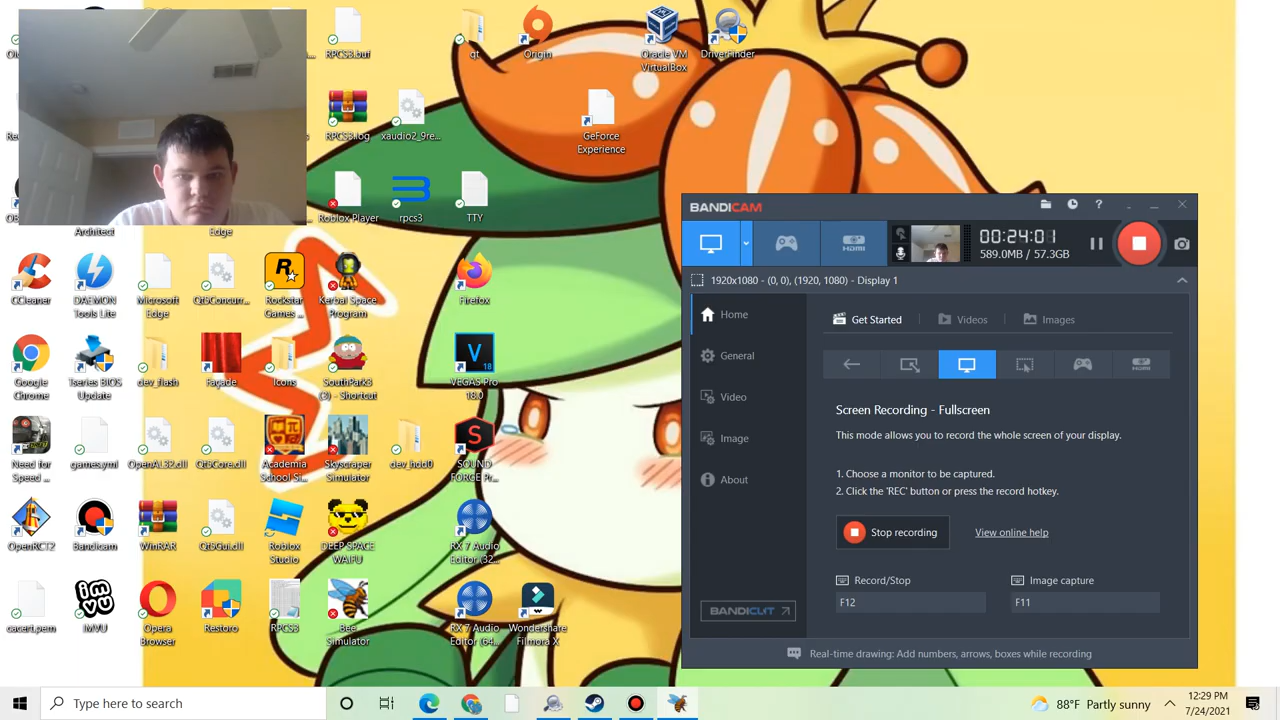 RPCS3.buf
qt
Origin
Oracle VM
VirtualBox
DriverFinder
RPCS3.log
xaudio2_9re...
GeForce
Experience
Roblox Player
rpcs3
TTY
Architect
Edge
CCleaner
DAEMON
Tools Lite
Microsoft
Edge
Qt5Concurr...
Rockstar
Games ...
Kerbal Space
Program
Firefox
Google
Chrome
Tseries BIOS
Update
dev_flash
Façade
Icons
SouthPark3
(3) - Shortcut
VEGAS Pro
18.0
Need for
Speed ...
games.yml
OpenAL32.dll
Qt5Core.dll
Academia
School Si...
Skyscraper
Simulator
dev_hdd0
SOUND
FORCE Pr...
OpenRCT2
Bandicam
WinRAR
Qt5Gui.dll
Roblox
Studio
DEEP SPACE
WAIFU
RX 7 Audio
Editor (32...
cacert.pem
IMVU
Opera
Browser
Restoro
RPCS3
Bee
Simulator
RX 7 Audio
Editor (64...
Wondershare
Filmora X
BANDICAM
00:24:01
589.0MB / 57.3GB
1920x1080 - (0, 0), (1920, 1080) - Display 1
Home
General
Video
Image
About
BANDICUT
Get Started
Videos
Images
Screen Recording - Fullscreen
This mode allows you to record the whole screen of your display.
1. Choose a monitor to be captured.
2. Click the 'REC' button or press the record hotkey.
Stop recording
View online help
Record/Stop
Image capture
F12
F11
Real-time drawing: Add numbers, arrows, boxes while recording
Type here to search
88°F Partly sunny
12:29 PM
7/24/2021